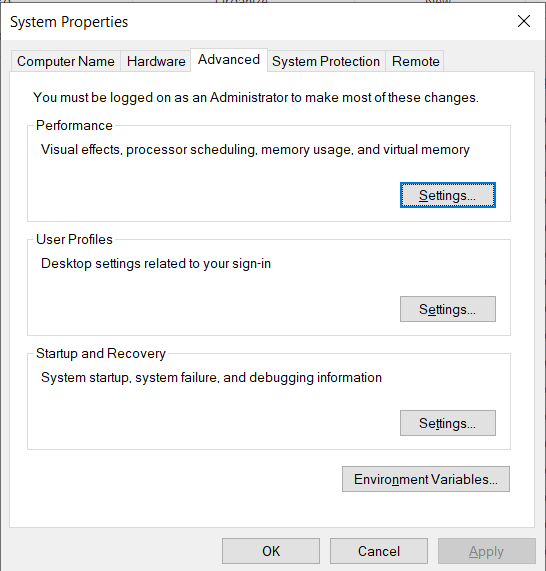 Organize
New
System Properties
Computer Name Hardware Advanced System Protection Remote
You must be logged on as an Administrator to make most of these changes.
Performance
Visual effects, processor scheduling, memory usage, and virtual memory
Settings...
User Profiles
Desktop settings related to your sign-in
Settings...
Startup and Recovery
System startup, system failure, and debugging information
Settings...
Environment Variables...
OK Cancel Apply